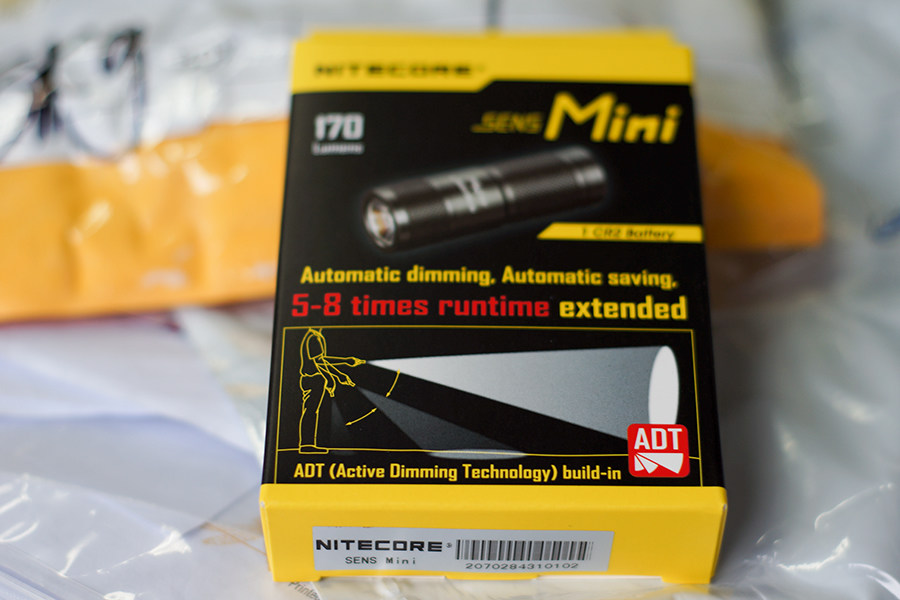 NITECORE
170
Lumens
SENS Mini
1 CR2 Battery
Automatic dimming, Automatic saving,
5-8 times runtime extended
ADT
ADT (Active Dimming Technology) build-in
NITECORE®
SENS Mini
2070284310102